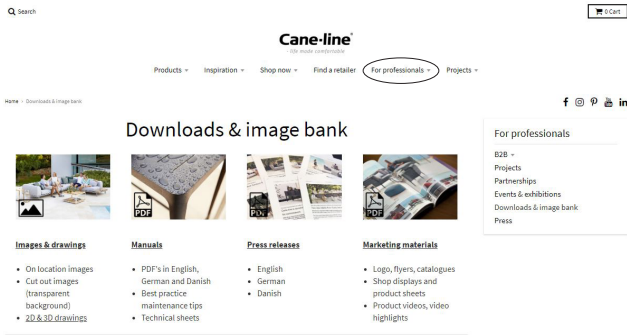 Search
0 Cart
Cane-line®
life made comfortable
Products Inspiration Shop now Find a retailer For professionals Projects
Home › Downloads & image bank
Downloads & image bank
For professionals
B2B
Projects
Partnerships
Events & exhibitions
Downloads & image bank
Press
PDF
PDF
PDF
Images & drawings
• On location images
• Cut out images
(transparent
background)
• 2D & 3D drawings
Manuals
• PDF's in English,
German and Danish
• Best practice
maintenance tips
• Technical sheets
Press releases
• English
• German
• Danish
Marketing materials
• Logo, flyers, catalogues
• Shop displays and
product sheets
• Product videos, video
highlights